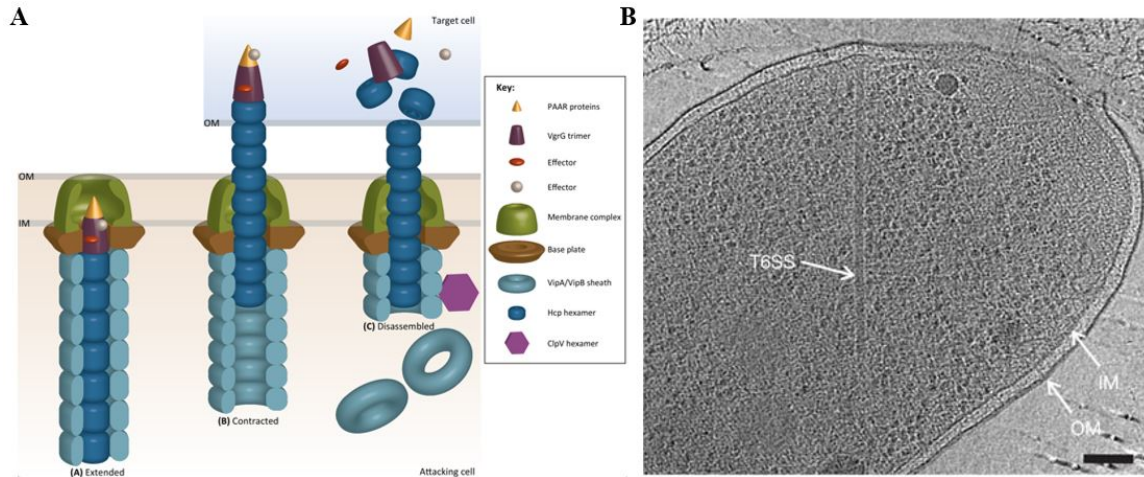 A
Target cell
OM
OM
IM
(A) Extended
(B) Contracted
(C) Disassembled
Attacking cell
Key:
PAAR proteins
VgrG trimer
Effector
Effector
Membrane complex
Base plate
VipA/VipB sheath
Hcp hexamer
ClpV hexamer
B
T6SS
IM
OM